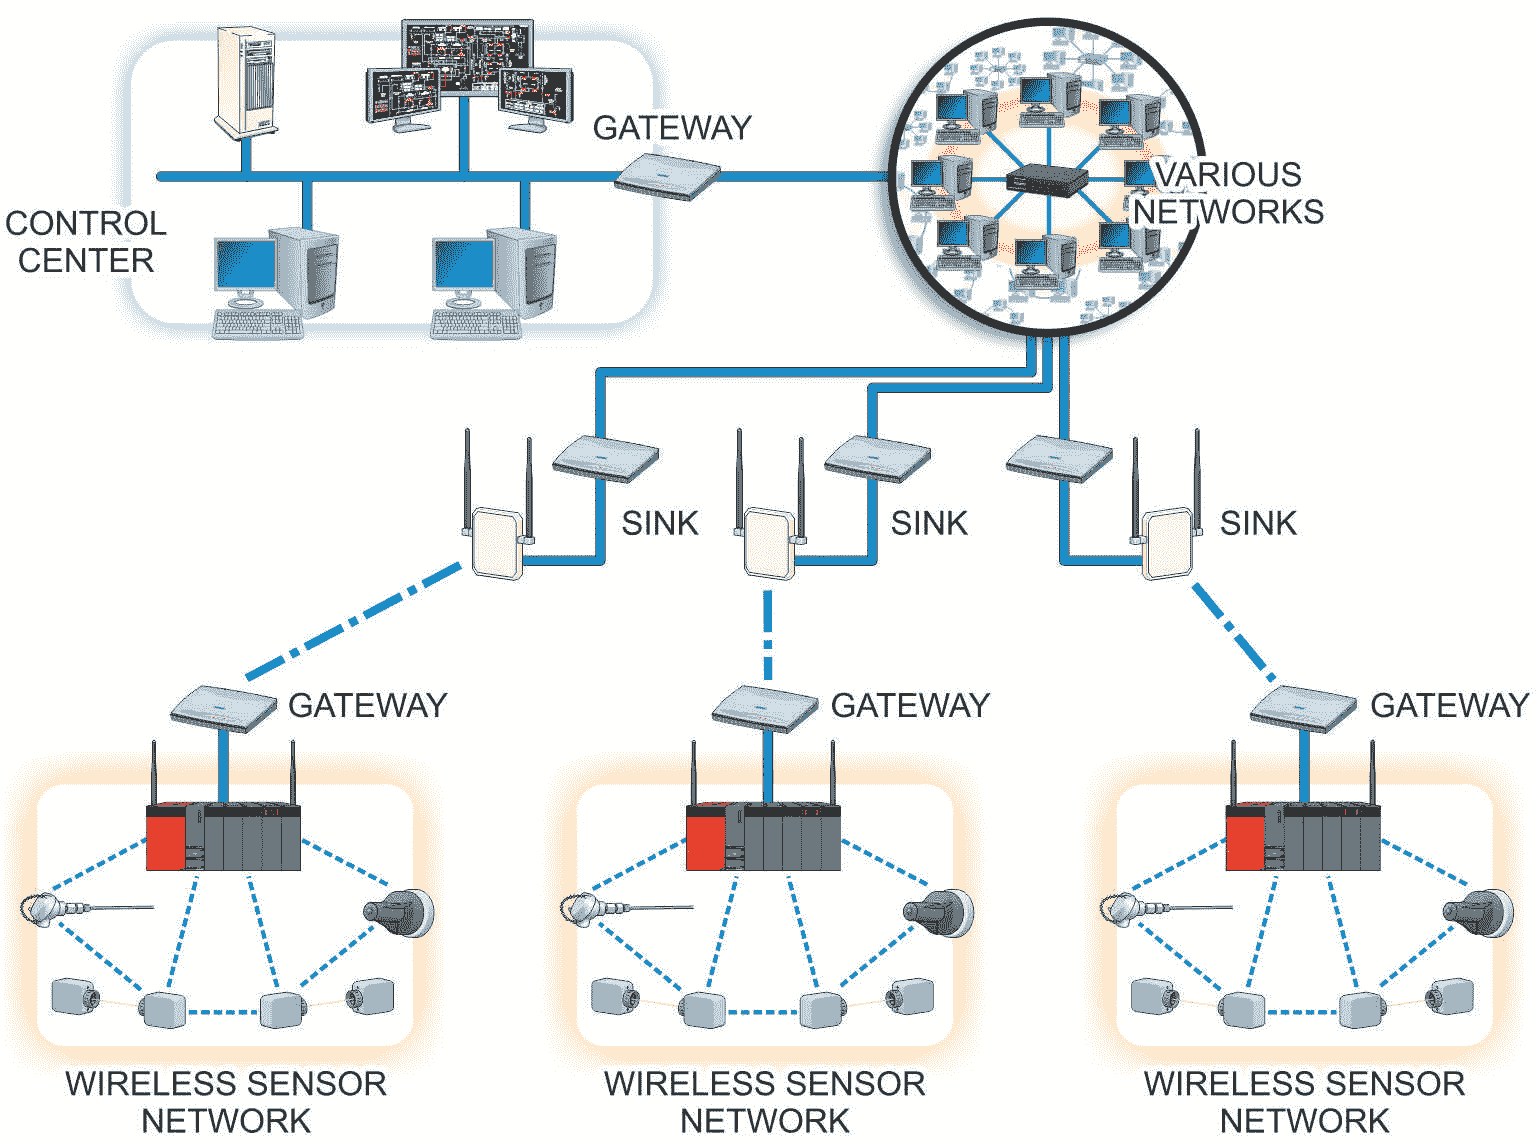 GATEWAY
VARIOUS
NETWORKS
CONTROL
CENTER
SINK
SINK
SINK
GATEWAY
GATEWAY
GATEWAY
WIRELESS SENSOR
NETWORK
WIRELESS SENSOR
NETWORK
WIRELESS SENSOR
NETWORK